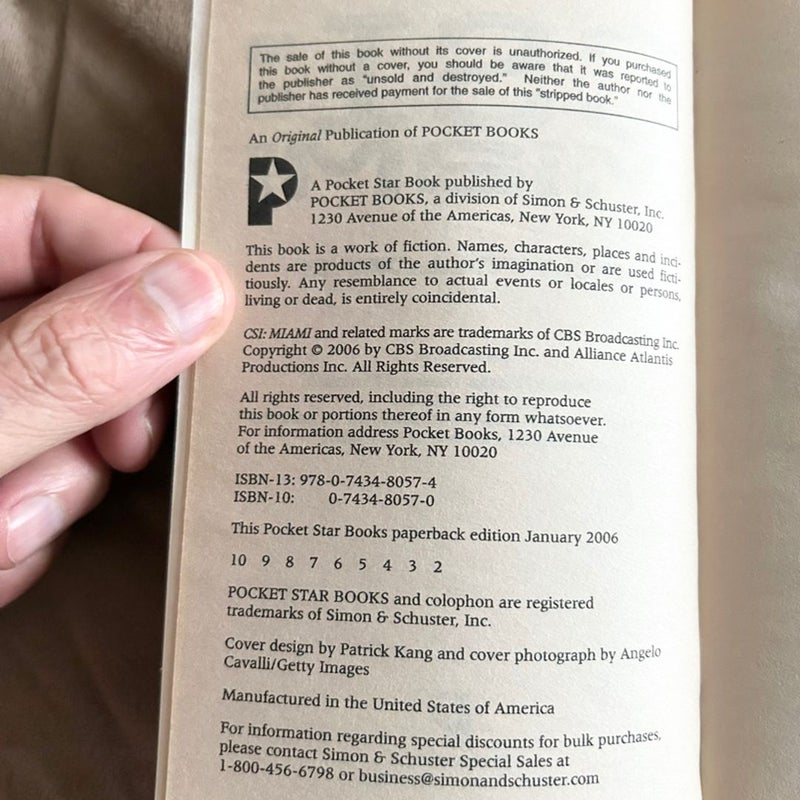 The sale of this book without its cover is unauthorized. If you purchased
this book without a cover, you should be aware that it was reported to
the publisher as "unsold and destroyed." Neither the author nor the
publisher has received payment for the sale of this "stripped book."
An Original Publication of POCKET BOOKS
A Pocket Star Book published by
POCKET BOOKS, a division of Simon & Schuster, Inc.
1230 Avenue of the Americas, New York, NY 10020
This book is a work of fiction. Names, characters, places and inci-
dents are products of the author's imagination or are used ficti-
tiously. Any resemblance to actual events or locales or persons,
living or dead, is entirely coincidental.
CSI: MIAMI and related marks are trademarks of CBS Broadcasting Inc.
Copyright © 2006 by CBS Broadcasting Inc. and Alliance Atlantis
Productions Inc. All Rights Reserved.
All rights reserved, including the right to reproduce
this book or portions thereof in any form whatsoever.
For information address Pocket Books, 1230 Avenue
of the Americas, New York, NY 10020
ISBN-13: 978-0-7434-8057-4
ISBN-10: 0-7434-8057-0
This Pocket Star Books paperback edition January 2006
10 9 8 7 6 5 4 3 2
POCKET STAR BOOKS and colophon are registered
trademarks of Simon & Schuster, Inc.
Cover design by Patrick Kang and cover photograph by Angelo
Cavalli/Getty Images
Manufactured in the United States of America
For information regarding special discounts for bulk purchases,
please contact Simon & Schuster Special Sales at
1-800-456-6798 or business@simonandschuster.com